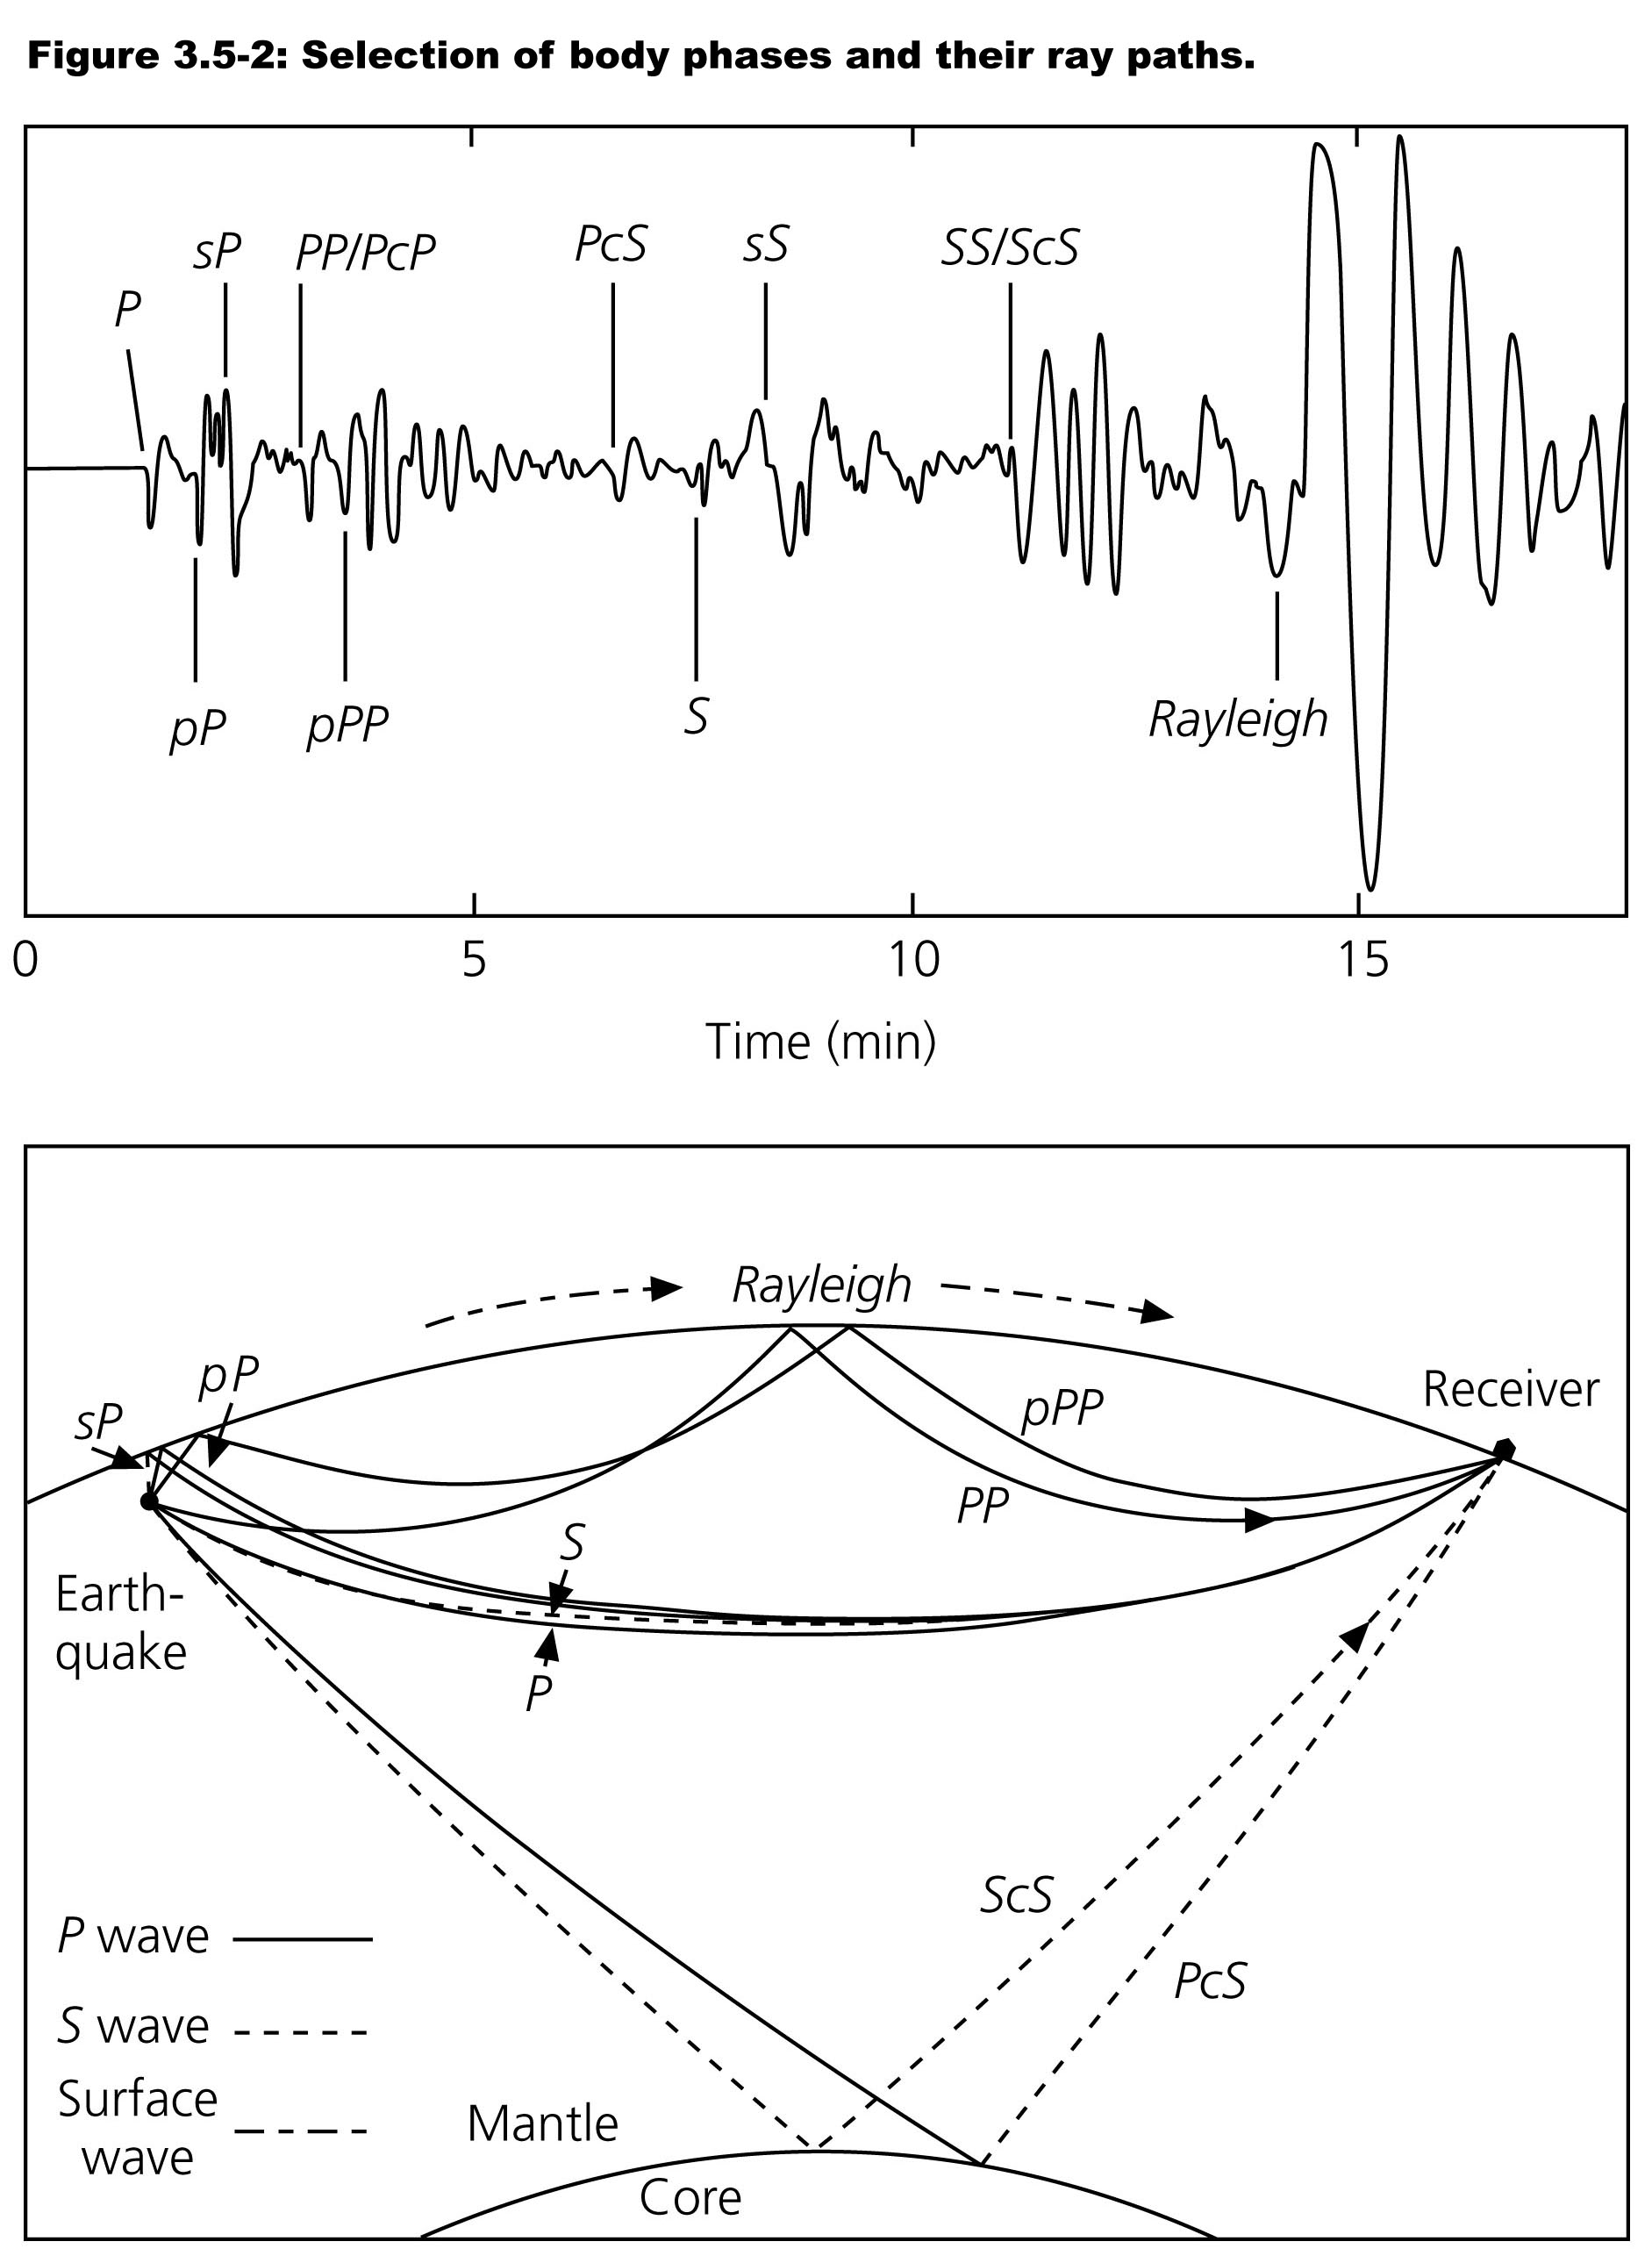 Figure 3.5-2: Selection of body phases and their ray paths.
P
sP
PP/PcP
PcS
sS
SS/ScS
pP
pPP
S
Rayleigh
0
5
10
15
Time (min)
Rayleigh
pP
sP
pPP
Receiver
PP
S
Earth-
quake
P
ScS
PcS
P wave
S wave
Surface
wave
Mantle
Core